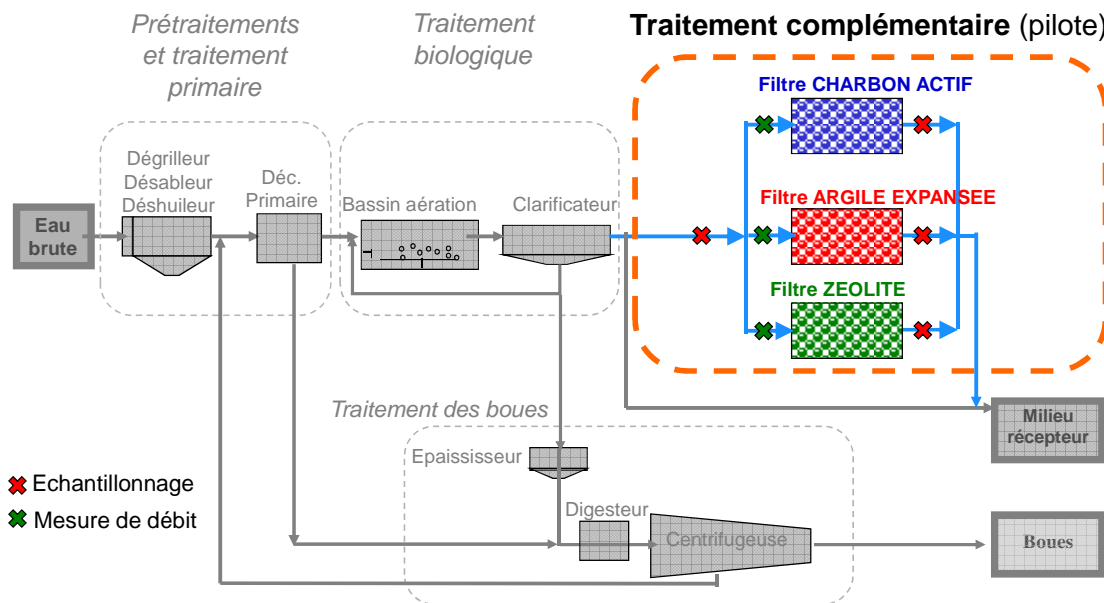 Prétraitements
et traitement
primaire
Traitement
biologique
Traitement complémentaire (pilote)
Filtre CHARBON ACTIF
Dégrilleur
Désableur
Déshuileur
Déc.
Primaire
Bassin aération
Clarificateur
Filtre ARGILE EXPANSEE
Eau
brute
Filtre ZEOLITE
Traitement des boues
Milieu
récepteur
Epaississeur
Echantillonnage
Mesure de débit
Digesteur
Centrifugeuse
Boues